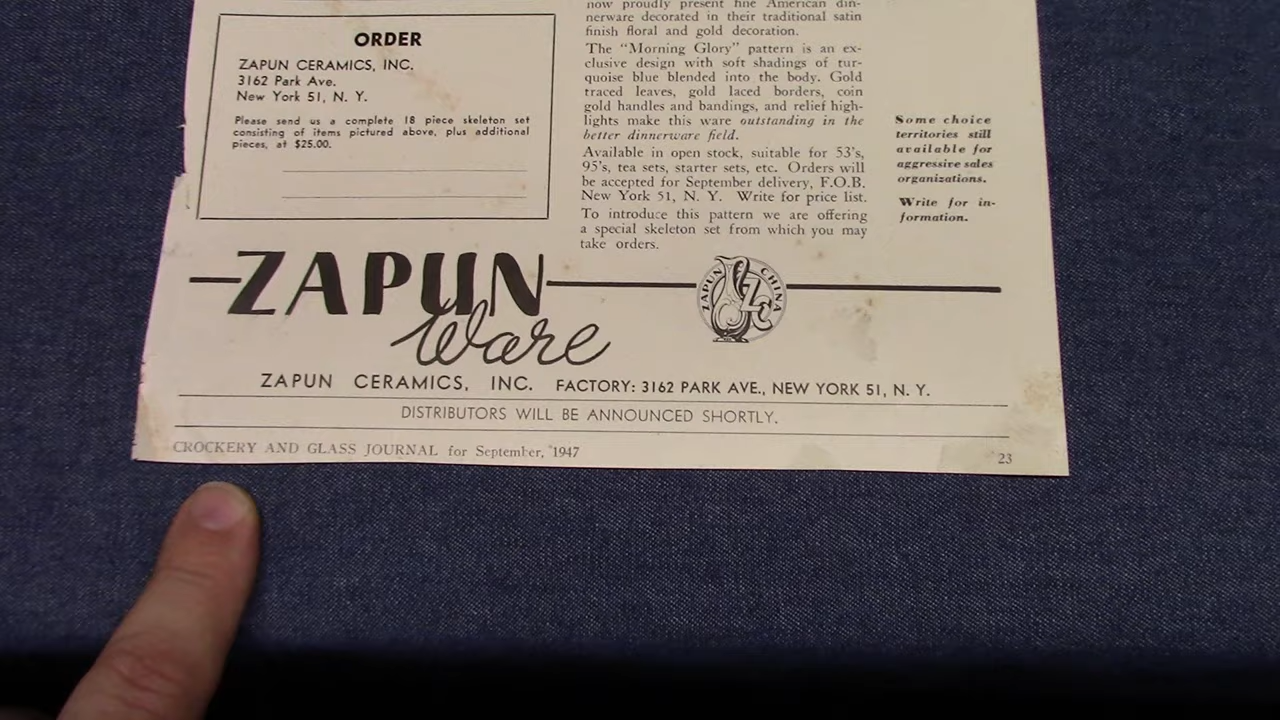 ORDER
ZAPUN CERAMICS, INC.
3162 Park Ave.
New York 51, N. Y.
Please send us a complete 18 piece skeleton set
consisting of items pictured above, plus additional
pieces, at $25.00.
now proudly present fine American din-
nerware decorated in their traditional satin
finish floral and gold decoration.
The "Morning Glory" pattern is an ex-
clusive design with soft shadings of tur-
quoise blue blended into the body. Gold
traced leaves, gold laced borders, coin
gold handles and bandings, and relief high-
lights make this ware outstanding in the
better dinnerware field.
Available in open stock, suitable for 53's,
95's, tea sets, starter sets, etc. Orders will
be accepted for September delivery, F.O.B.
New York 51, N. Y. Write for price list.
To introduce this pattern we are offering
a special skeleton set from which you may
take orders.
Some choice
territories still
available for
aggressive sales
organizations.
Write for in-
formation.
ZAPUN
Ware
ZAPUN CHINA
ZC
ZAPUN CERAMICS, INC. FACTORY: 3162 PARK AVE., NEW YORK 51, N. Y.
DISTRIBUTORS WILL BE ANNOUNCED SHORTLY.
CROCKERY AND GLASS JOURNAL for September, 1947
23